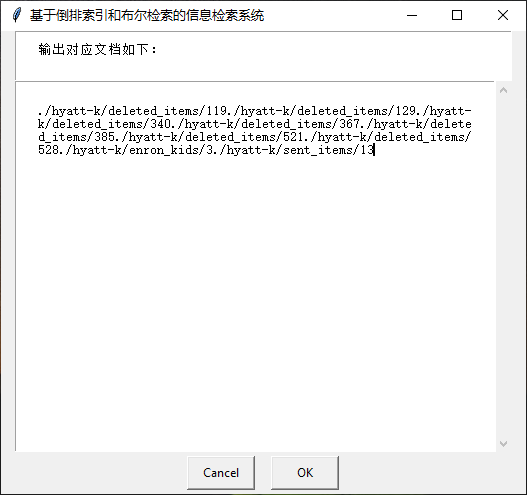 基于倒排索引和布尔检索的信息检索系统
输出对应文档如下：
./hyatt-k/deleted_items/119./hyatt-k/deleted_items/129./hyatt-
k/deleted_items/340./hyatt-k/deleted_items/367./hyatt-k/delete
d_items/385./hyatt-k/deleted_items/521./hyatt-k/deleted_items/
528./hyatt-k/enron_kids/3./hyatt-k/sent_items/13
Cancel OK